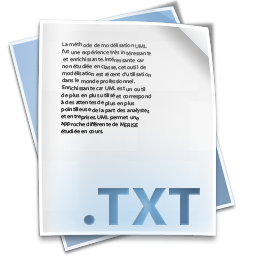 La méthode de modélisation UML
fut une expérience très intéressante
et enrichissante. Intéressante car
non étudiée en classe, cet outil de
modélisation est récent d'utilisation
dans le monde professionnel.
Enrichissante car UML est un outil
de plus en plus utilisé et correspond
à des attentes de plus en plus
pointilleuse de la part des analystes,
et entreprises. UML permet une
approche différente de MERISE
étudiée en cours.
.TXT